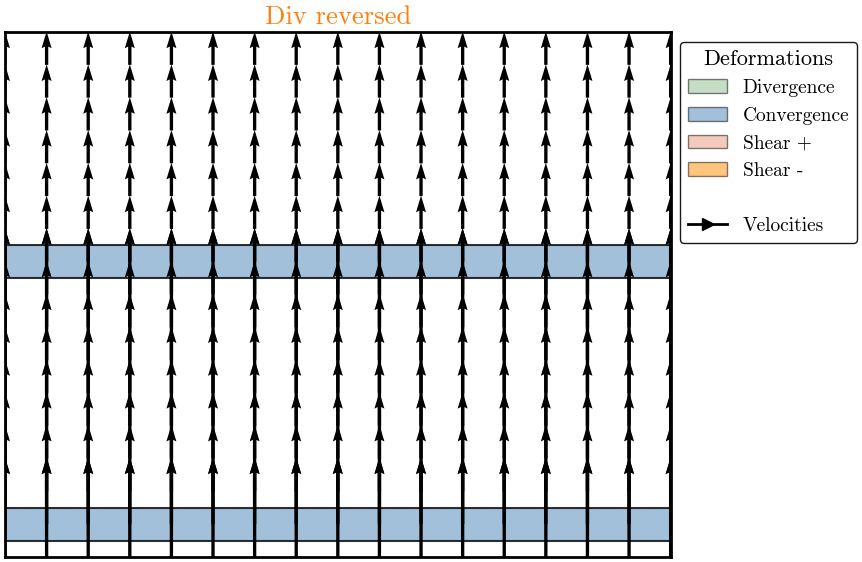 Div reversed
Deformations
Divergence
Convergence
Shear +
Shear -
Velocities